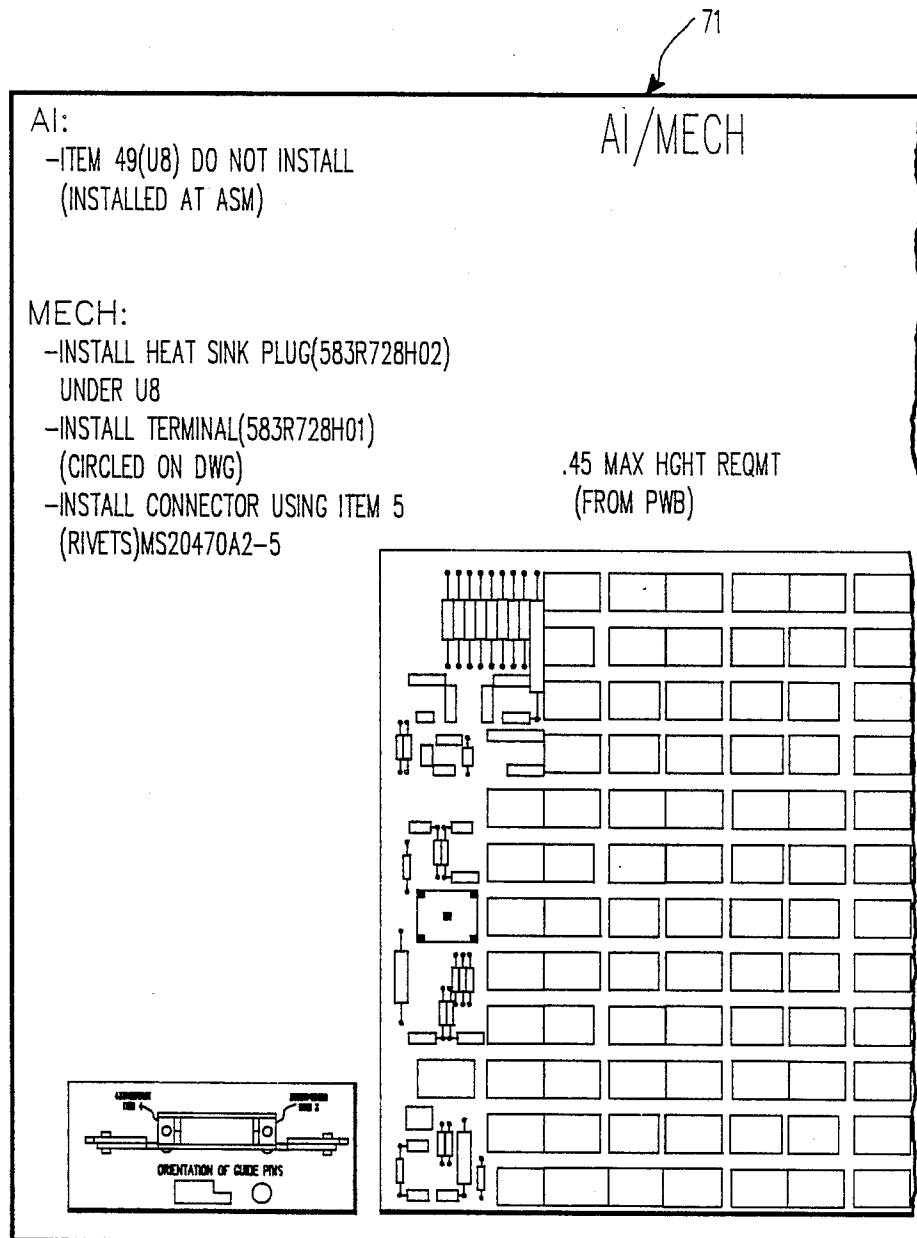 71
AI/MECH
AI:
-ITEM 49(U8) DO NOT INSTALL
(INSTALLED AT ASM)
MECH:
-INSTALL HEAT SINK PLUG(583R728H02)
UNDER U8
-INSTALL TERMINAL(583R728H01)
(CIRCLED ON DWG)
-INSTALL CONNECTOR USING ITEM 5
(RIVETS)MS20470A2-5
.45 MAX HGHT REQMT
(FROM PWB)
ORIENTATION OF GUIDE PINS